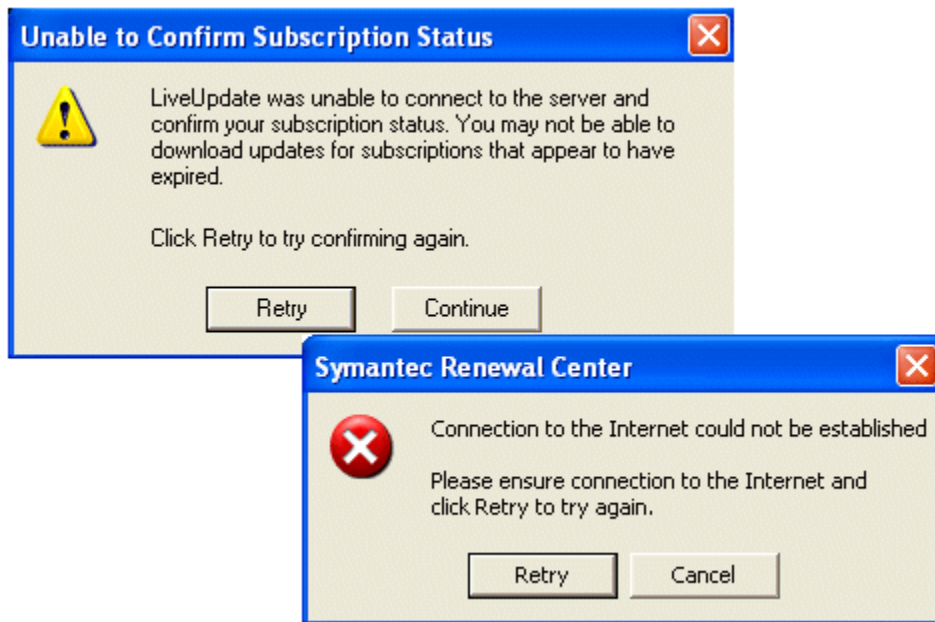 Unable to Confirm Subscription Status
LiveUpdate was unable to connect to the server and
confirm your subscription status. You may not be able to
download updates for subscriptions that appear to have
expired.
Click Retry to try confirming again.
Retry
Continue
Symantec Renewal Center
Connection to the Internet could not be established
Please ensure connection to the Internet and
click Retry to try again.
Retry
Cancel